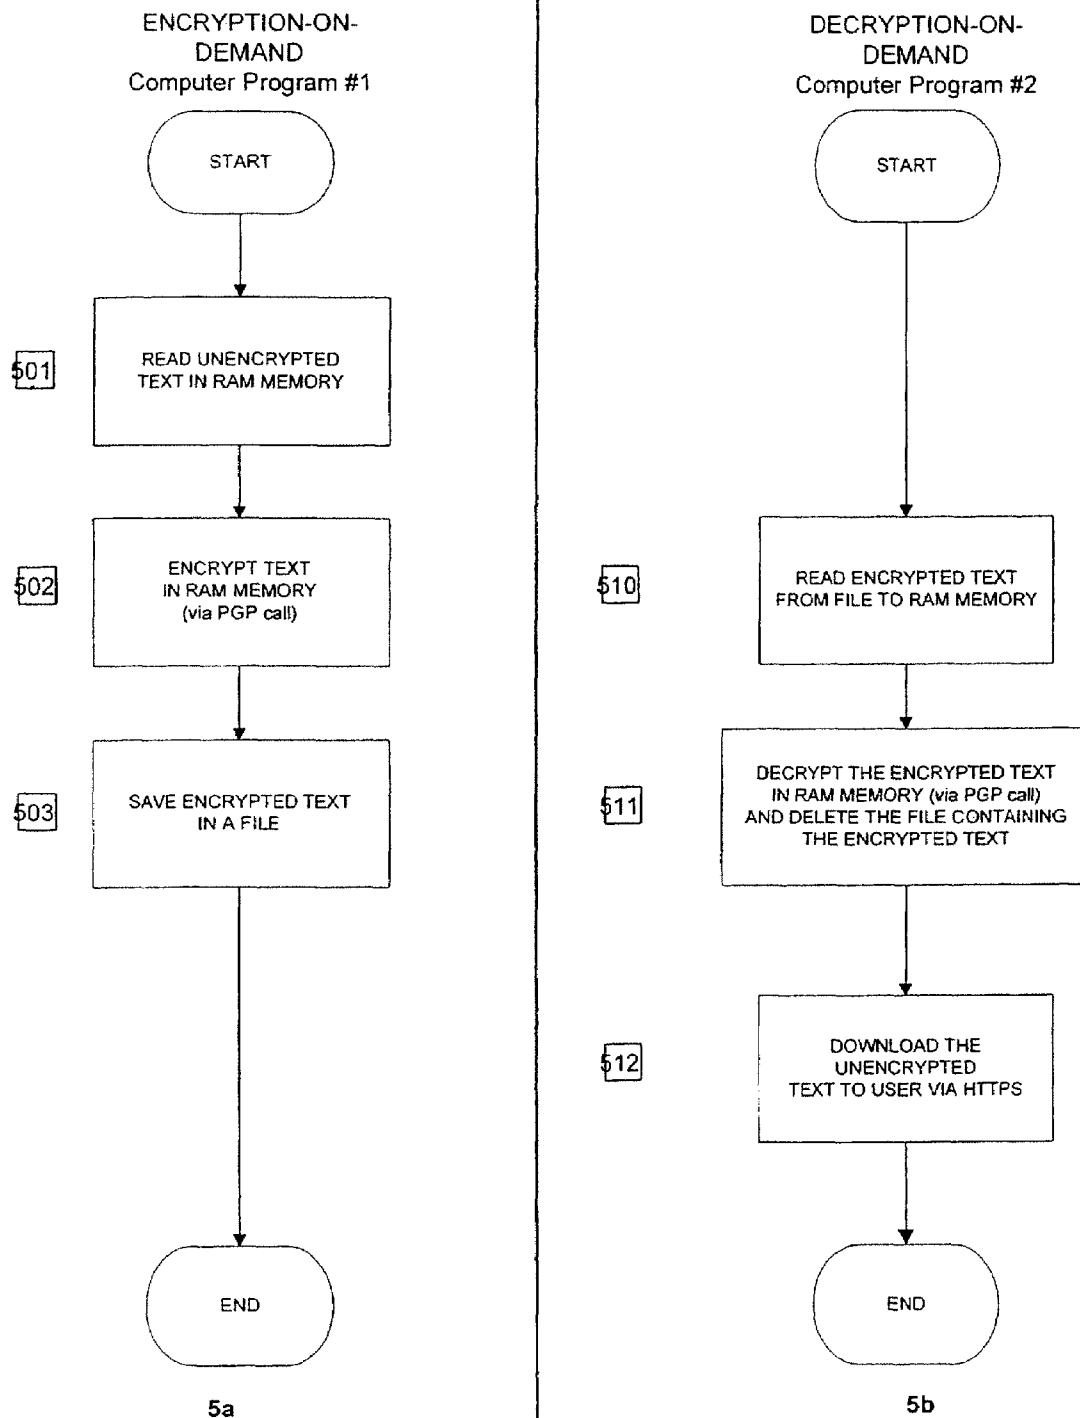 ENCRYPTION-ON-
DEMAND
Computer Program #1
START
501
READ UNENCRYPTED
TEXT IN RAM MEMORY
502
ENCRYPT TEXT
IN RAM MEMORY
(via PGP call)
503
SAVE ENCRYPTED TEXT
IN A FILE
END
5a
DECRYPTION-ON-
DEMAND
Computer Program #2
START
510
READ ENCRYPTED TEXT
FROM FILE TO RAM MEMORY
511
DECRYPT THE ENCRYPTED TEXT
IN RAM MEMORY (via PGP call)
AND DELETE THE FILE CONTAINING
THE ENCRYPTED TEXT
512
DOWNLOAD THE
UNENCRYPTED
TEXT TO USER VIA HTTPS
END
5b